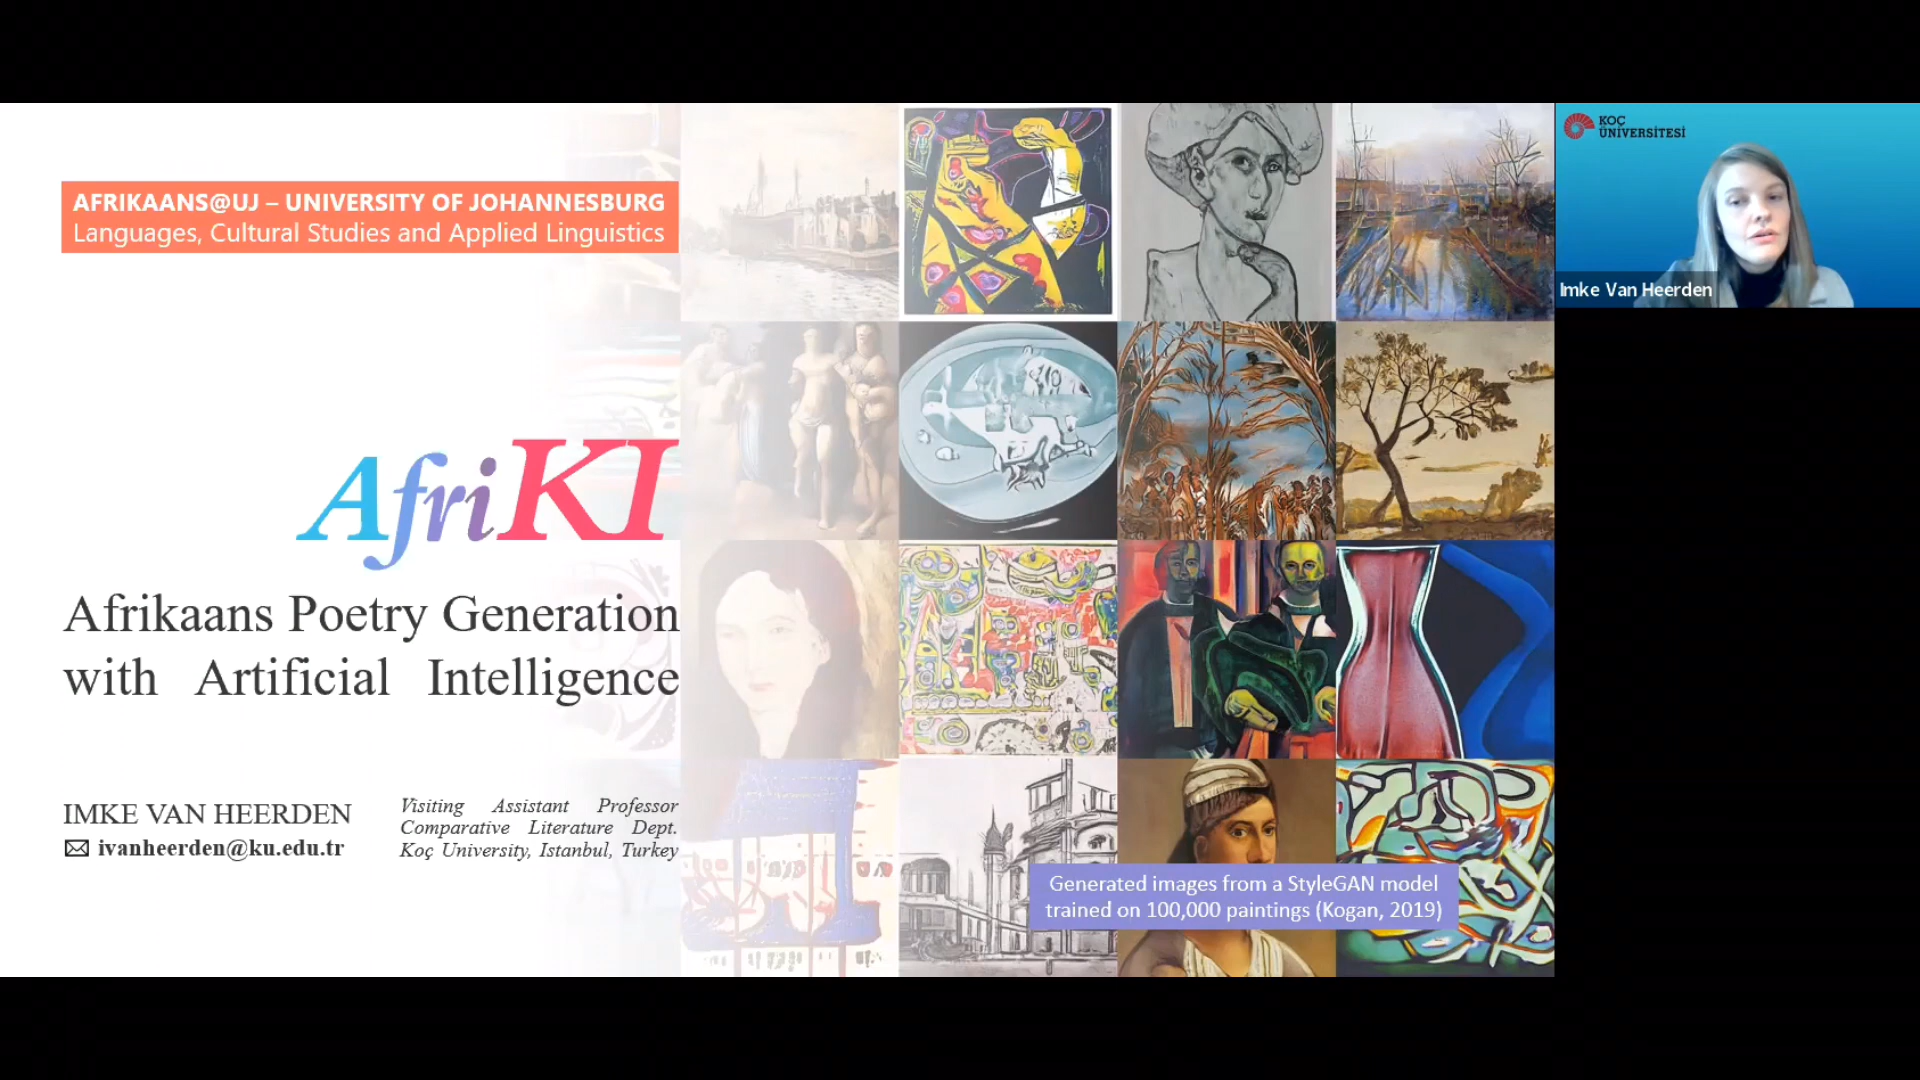 AFRIKAANS@UJ – UNIVERSITY OF JOHANNESBURG
Languages, Cultural Studies and Applied Linguistics
AfriKI
Afrikaans Poetry Generation
with Artificial Intelligence
IMKE VAN HEERDEN
ivanheerden@ku.edu.tr
Visiting Assistant Professor
Comparative Literature Dept.
Koç University, Istanbul, Turkey
Generated images from a StyleGAN model
trained on 100,000 paintings (Kogan, 2019)
KOÇ
ÜNİVERSİTESİ
Imke Van Heerden